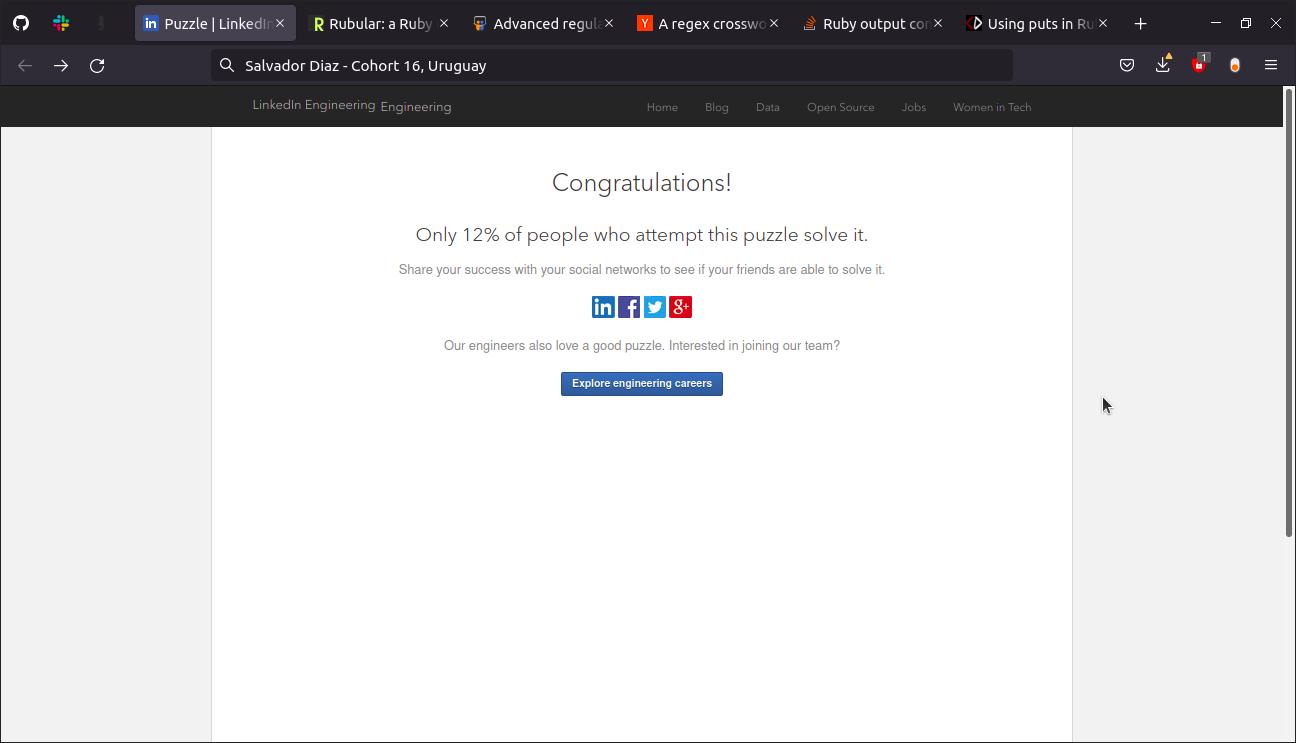 Puzzle | LinkedIn
Rubular: a Ruby
Advanced regula
A regex crosswo
Ruby output con
Using puts in Ru
Salvador Diaz - Cohort 16, Uruguay
1
LinkedIn Engineering Engineering
Home Blog Data Open Source Jobs Women in Tech
Congratulations!
Only 12% of people who attempt this puzzle solve it.
Share your success with your social networks to see if your friends are able to solve it.
in f g+
Our engineers also love a good puzzle. Interested in joining our team?
Explore engineering careers